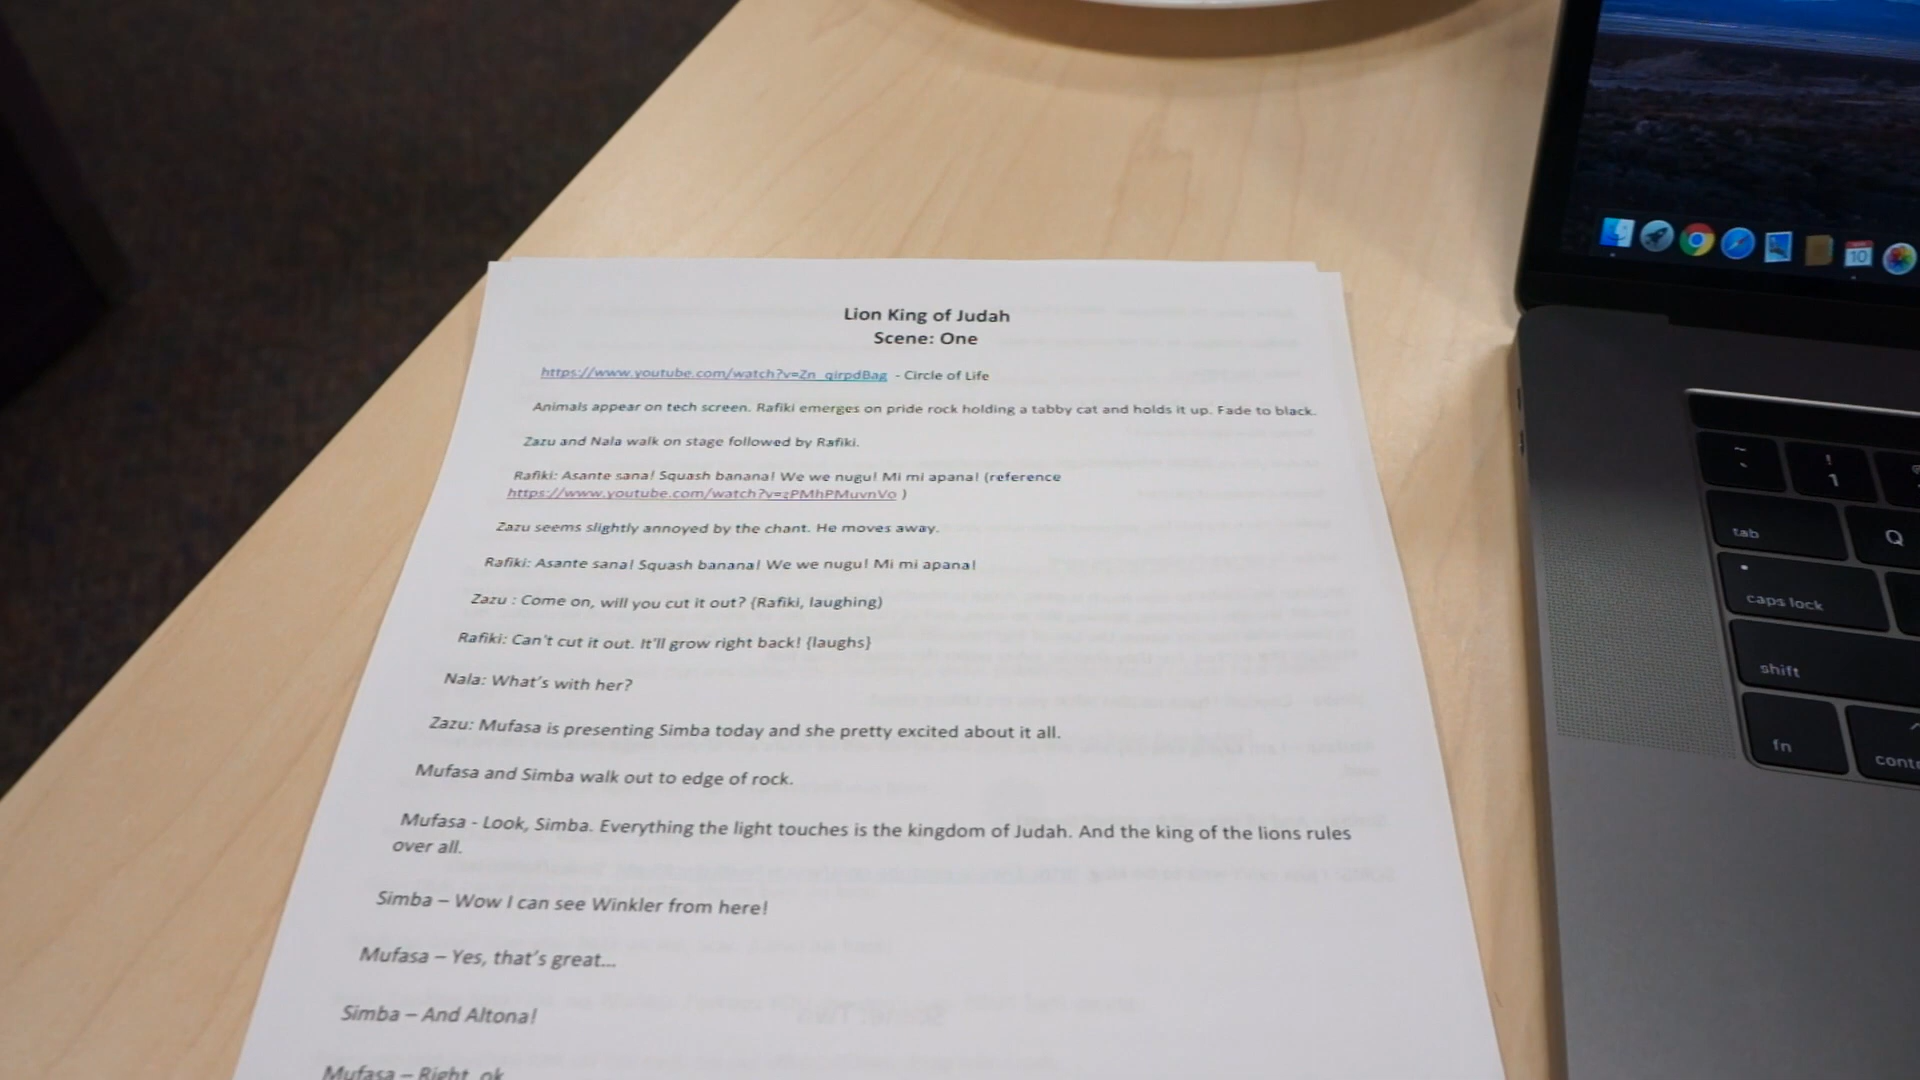 Lion King of Judah
Scene: One
https://www.youtube.com/watch?v=Zn_qirpdBag - Circle of Life
Animals appear on tech screen. Rafiki emerges on pride rock holding a tabby cat and holds it up. Fade to black.
Zazu and Nala walk on stage followed by Rafiki.
Rafiki: Asante sana! Squash banana! We we nugu! Mi mi apana! (reference
https://www.youtube.com/watch?v=zPMhPMuvnVo )
Zazu seems slightly annoyed by the chant. He moves away.
Rafiki: Asante sana! Squash banana! We we nugu! Mi mi apana!
Zazu : Come on, will you cut it out? (Rafiki, laughing)
Rafiki: Can't cut it out. It'll grow right back! {laughs}
Nala: What's with her?
Zazu: Mufasa is presenting Simba today and she pretty excited about it all.
Mufasa and Simba walk out to edge of rock.
Mufasa - Look, Simba. Everything the light touches is the kingdom of Judah. And the king of the lions rules
over all.
Simba – Wow I can see Winkler from here!
Mufasa – Yes, that's great...
Simba – And Altona!
Mufasa – Right, ok
10
~
`
!
1
tab
Q
caps lock
shift
fn